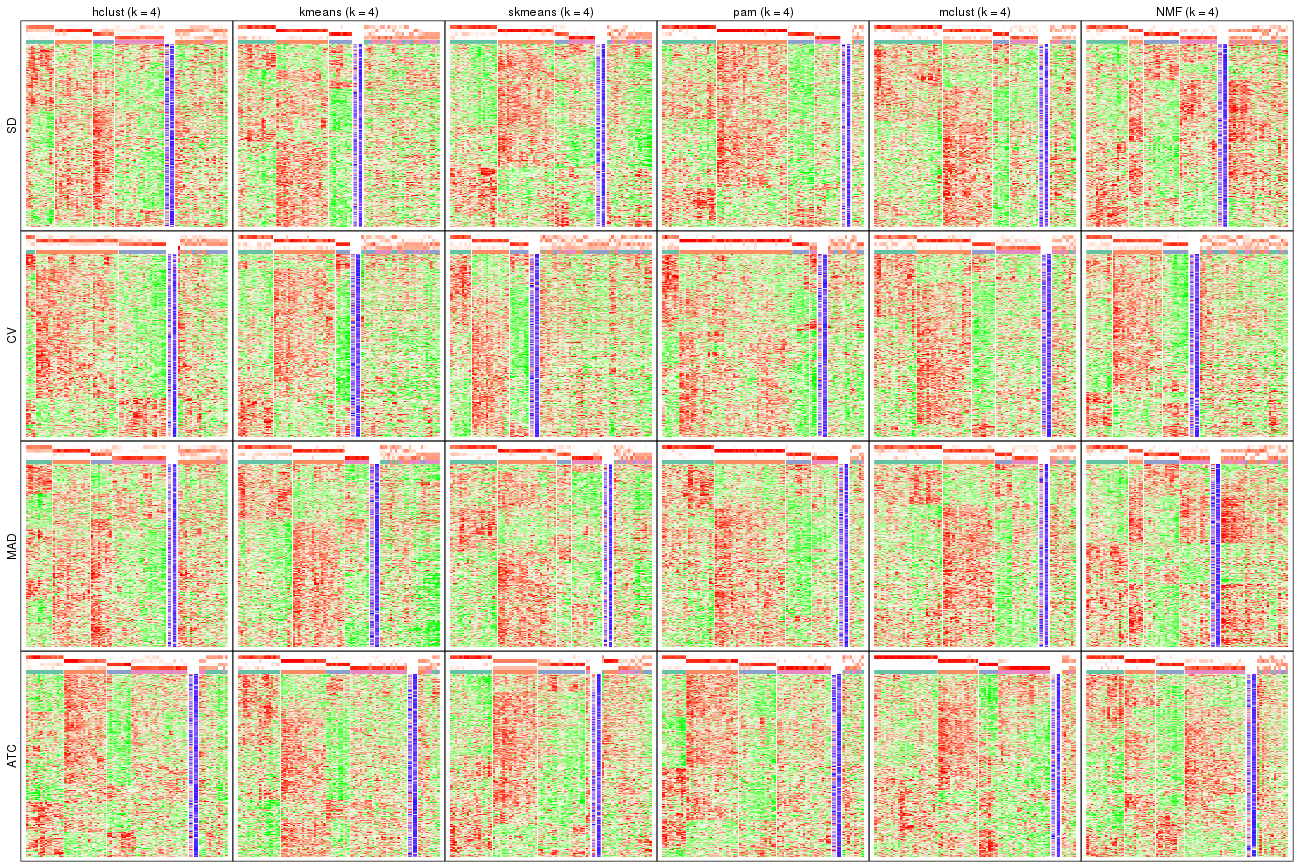 hclust (k = 4) kmeans (k = 4) skmeans (k = 4) pam (k = 4) mclust (k = 4) NMF (k = 4)
SD
CV
MAD
ATC